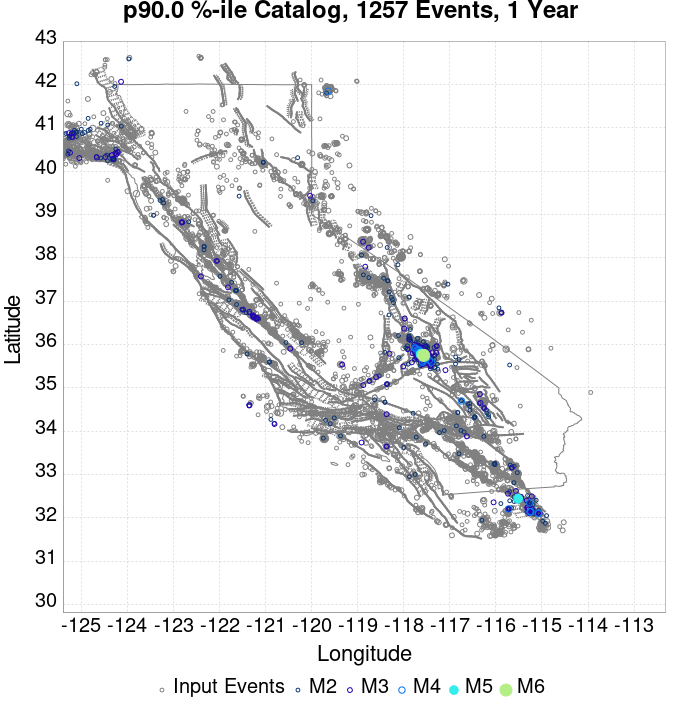 p90.0 %-ile Catalog, 1257 Events, 1 Year
43
42
41
40
39
38
37
36
35
34
33
32
31
30
Latitude
-125 -124 -123 -122 -121 -120 -119 -118 -117 -116 -115 -114 -113
Longitude
Input Events M2 M3 M4 M5 M6